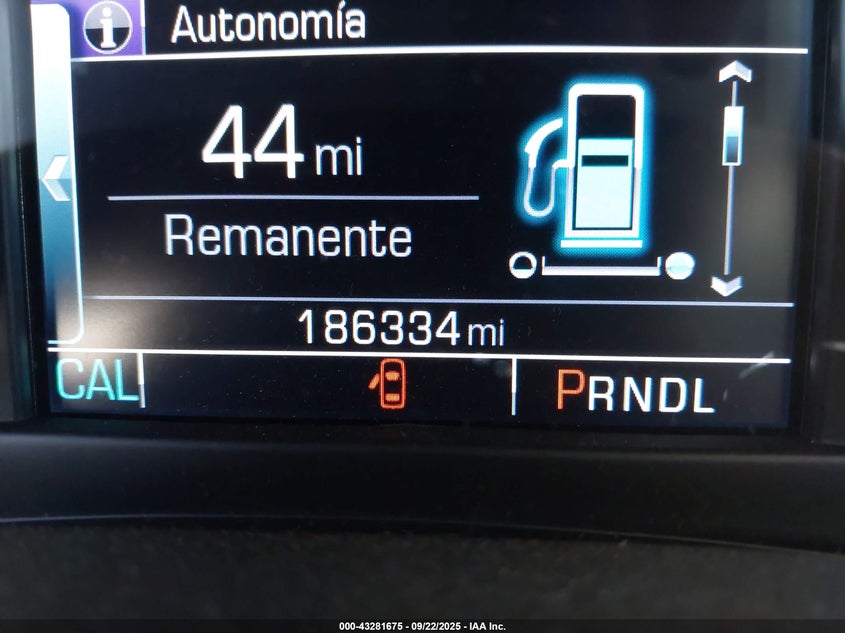 i Autonomía
44 mi
Remanente
186334 mi
CAL PRNDL
000-43281675 - 09/22/2025 - IAA Inc.